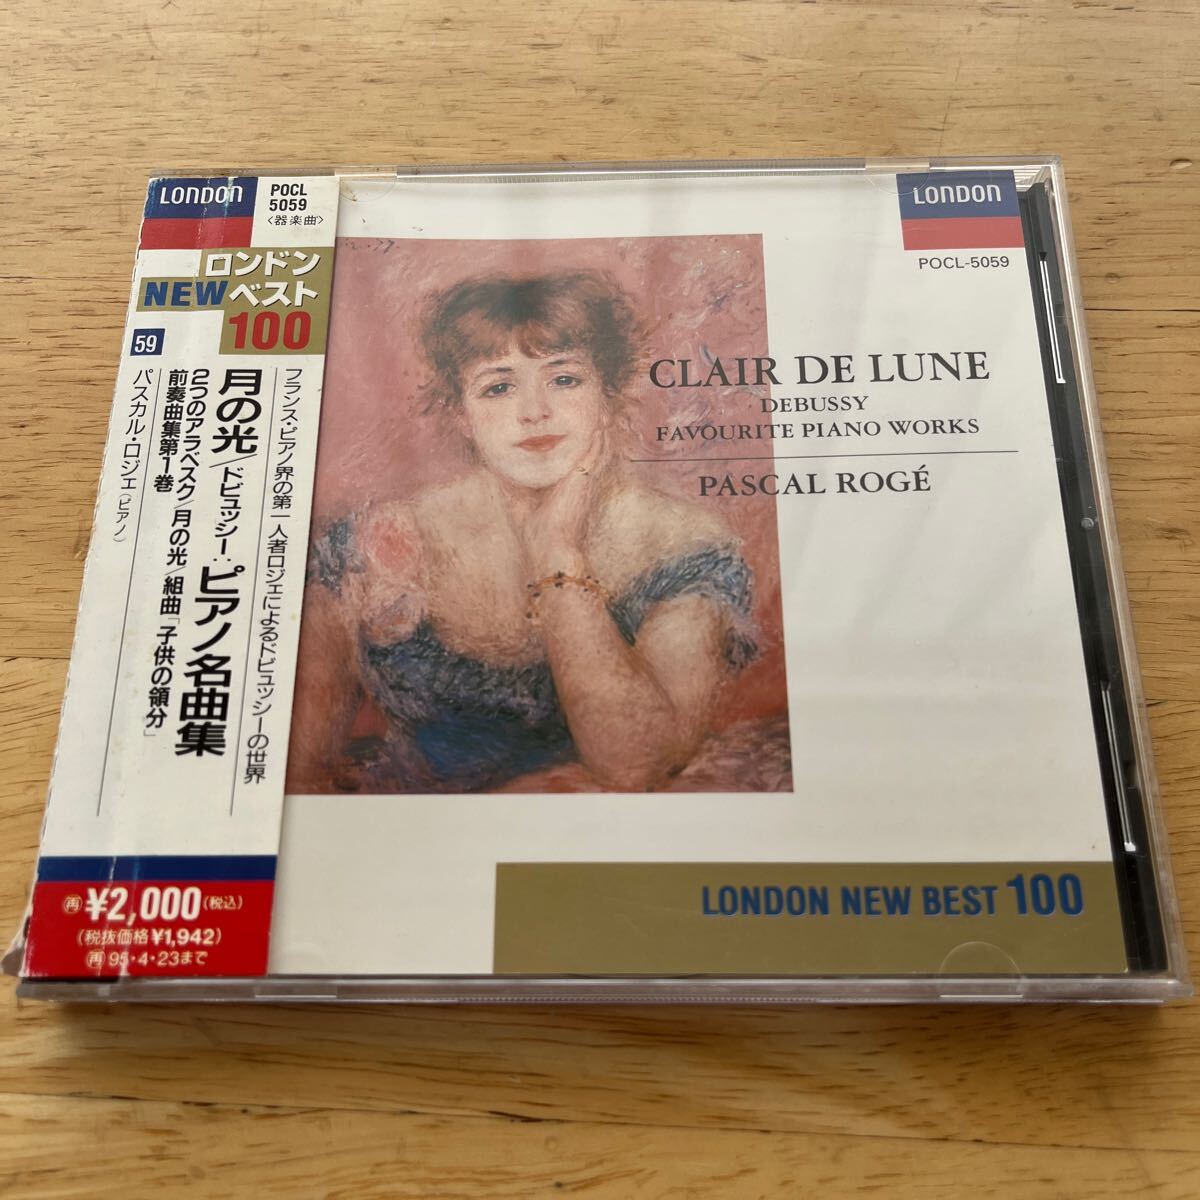 LONDON
POCL
5059
〈器楽曲〉
ロンドン
NEWベスト
100
59
フランス・ピアノ界の第一人者ロジェによるドビュッシーの世界
月の光/ドビュッシー:ピアノ名曲集
2つのアラベスク/月の光/組曲「子供の領分」
前奏曲集第1巻
パスカル・ロジェ(ピアノ)
再 ¥2,000(税込)
(税抜価格¥1,942)
再 95・4・23まで
LONDON
POCL-5059
CLAIR DE LUNE
DEBUSSY
FAVOURITE PIANO WORKS
PASCAL ROGÉ
LONDON NEW BEST 100